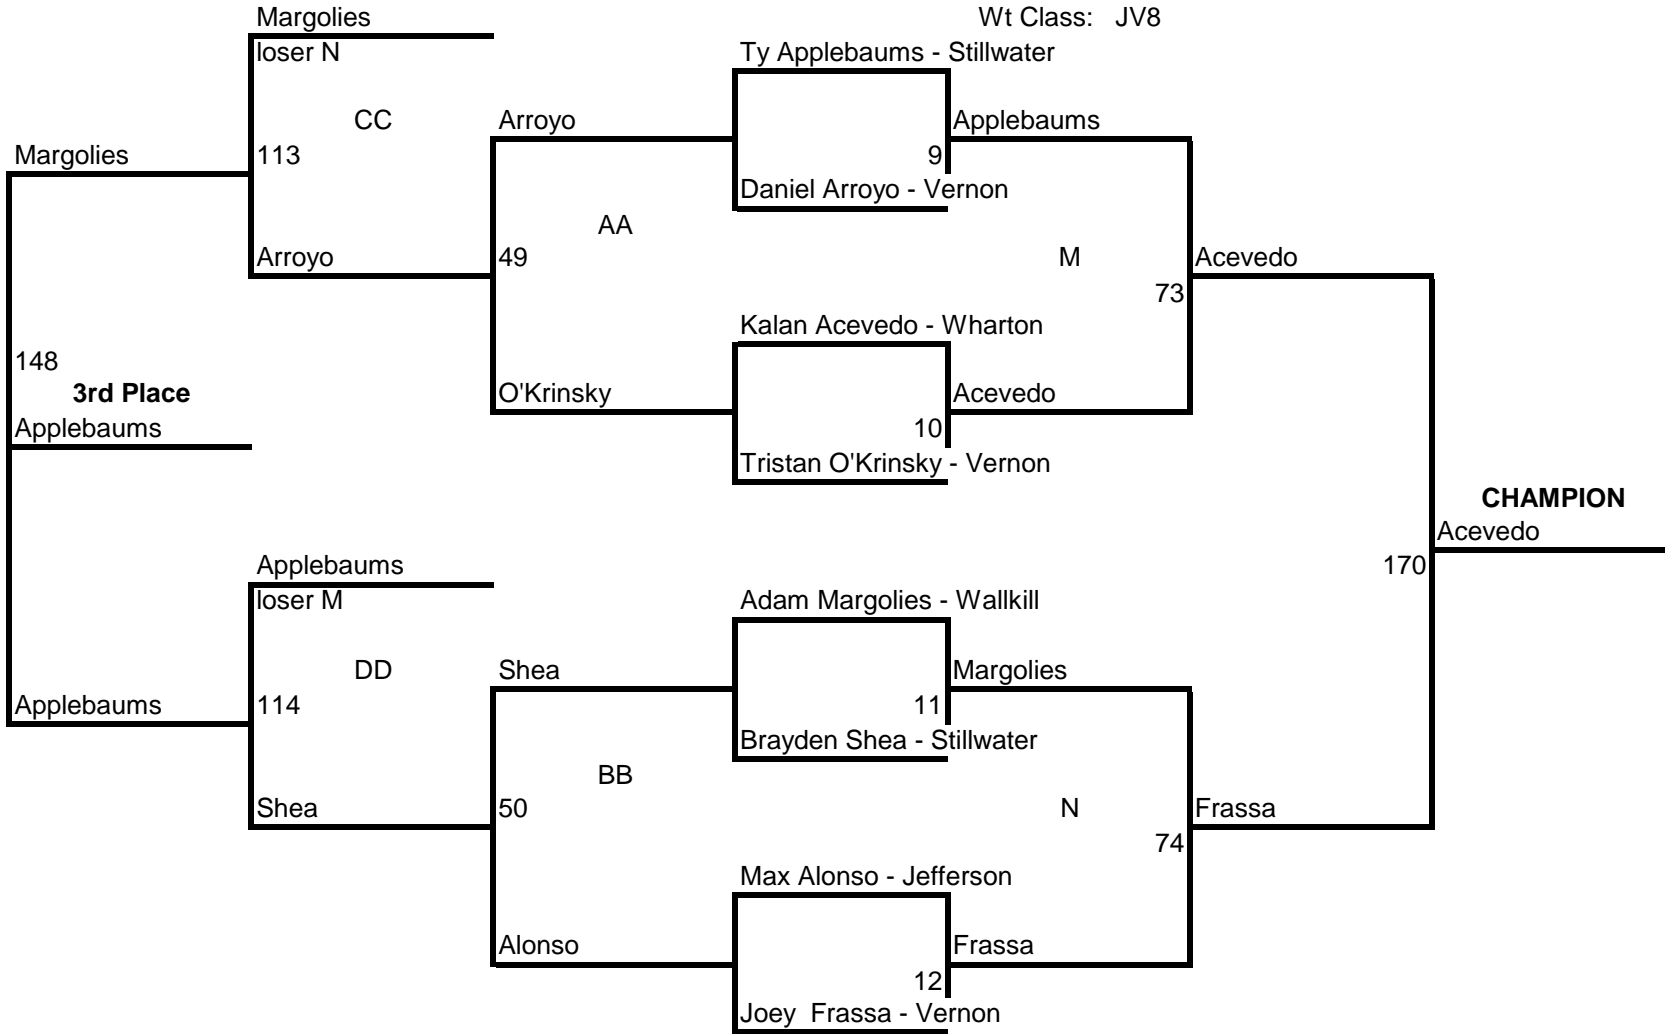 Margolies
Wt Class: JV8
loser N
Ty Applebaums - Stillwater
CC
Arroyo
Applebaums
Margolies
113
9
Daniel Arroyo - Vernon
AA
Arroyo
49
M
Acevedo
73
Kalan Acevedo - Wharton
148
3rd Place
O'Krinsky
Acevedo
Applebaums
10
Tristan O'Krinsky - Vernon
CHAMPION
Acevedo
Applebaums
170
loser M
Adam Margolies - Wallkill
DD
Shea
Margolies
Applebaums
114
11
Brayden Shea - Stillwater
BB
Shea
50
N
Frassa
74
Max Alonso - Jefferson
Alonso
Frassa
12
Joey  Frassa - Vernon